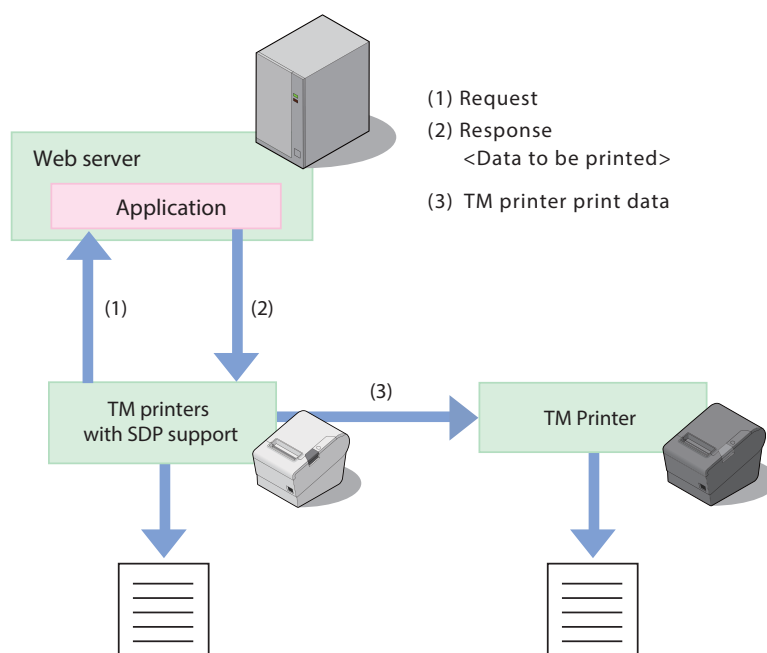 (1) Request
(2) Response
<Data to be printed>
(3) TM printer print data
Web server
Application
(1)
(2)
(3)
TM printers
with SDP support
TM Printer